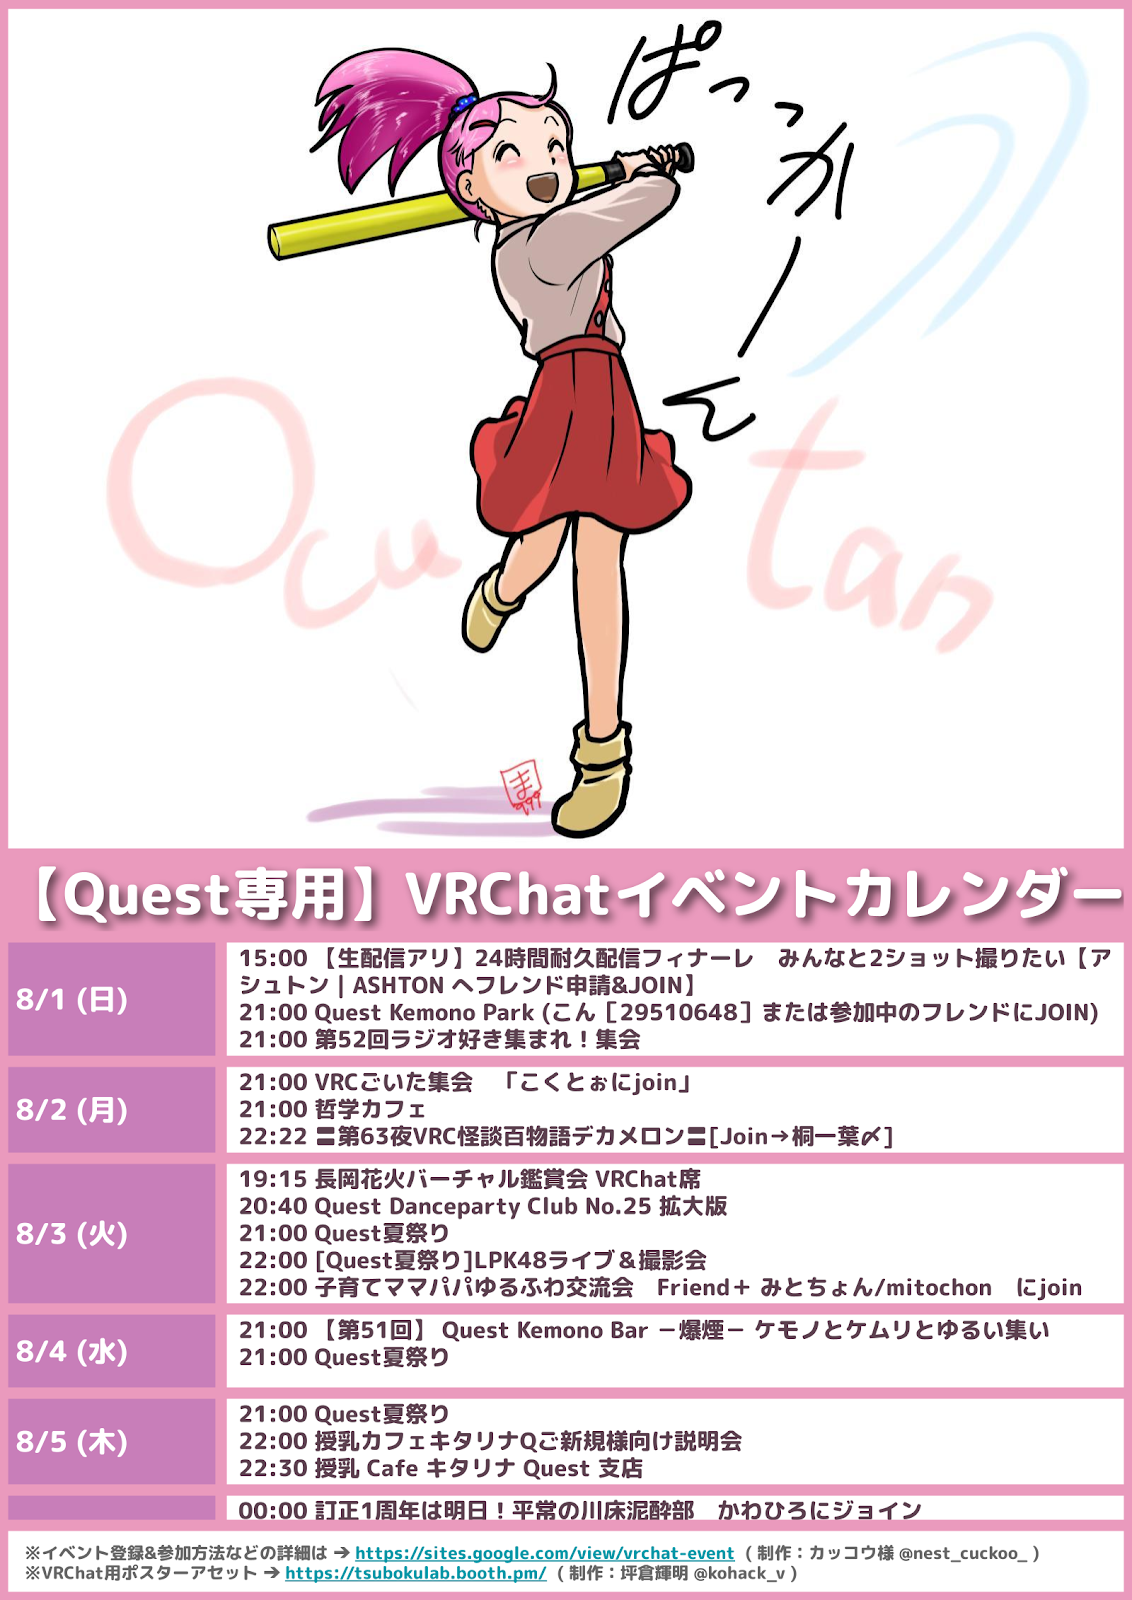 ぱっっかーーん
Ocu tan
ま
999
【Quest専用】VRChatイベントカレンダー
8/1 (日)
15:00 【生配信アリ】24時間耐久配信フィナーレ　みんなと2ショット撮りたい【ア
シュトン | ASHTON へフレンド申請&JOIN】
21:00 Quest Kemono Park (こん［29510648］または参加中のフレンドにJOIN)
21:00 第52回ラジオ好き集まれ！集会
8/2 (月)
21:00 VRCごいた集会　「こくとぉにjoin」
21:00 哲学カフェ
22:22 〓第63夜VRC怪談百物語デカメロン〓[Join→桐一葉〆]
8/3 (火)
19:15 長岡花火バーチャル鑑賞会 VRChat席
20:40 Quest Danceparty Club No.25 拡大版
21:00 Quest夏祭り
22:00 [Quest夏祭り]LPK48ライブ＆撮影会
22:00 子育てママパパゆるふわ交流会　Friend＋ みとちょん/mitochon　にjoin
8/4 (水)
21:00 【第51回】 Quest Kemono Bar －爆煙－ ケモノとケムリとゆるい集い
21:00 Quest夏祭り
8/5 (木)
21:00 Quest夏祭り
22:00 授乳カフェキタリナQご新規様向け説明会
22:30 授乳 Cafe キタリナ Quest 支店
00:00 訂正1周年は明日！平常の川床泥酔部　かわひろにジョイン
※イベント登録&参加方法などの詳細は ➔ https://sites.google.com/view/vrchat-event （ 制作：カッコウ様 @nest_cuckoo_ ）
※VRChat用ポスターアセット ➔ https://tsubokulab.booth.pm/ （ 制作：坪倉輝明 @kohack_v ）